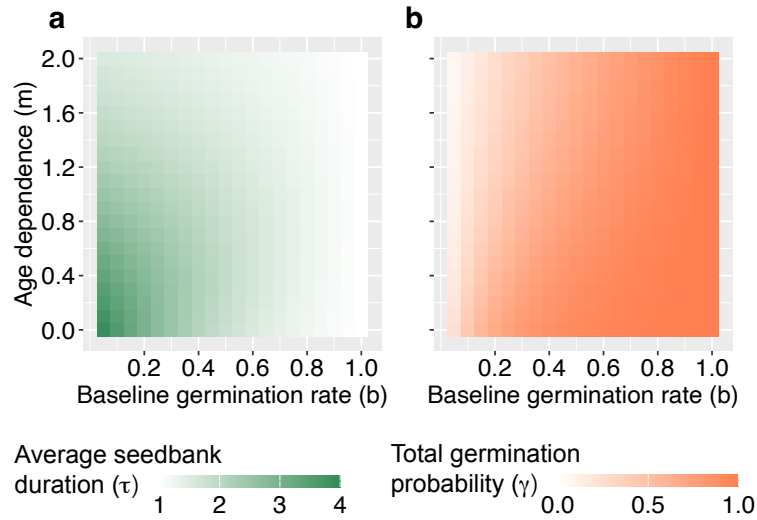 a
b
Age dependence (m)
2.0
1.6
1.2
0.8
0.4
0.0
0.2 0.4 0.6 0.8 1.0
0.2 0.4 0.6 0.8 1.0
Baseline germination rate (b)
Baseline germination rate (b)
Average seedbank
duration (τ)
1 2 3 4
Total germination
probability (γ)
0.0 0.5 1.0